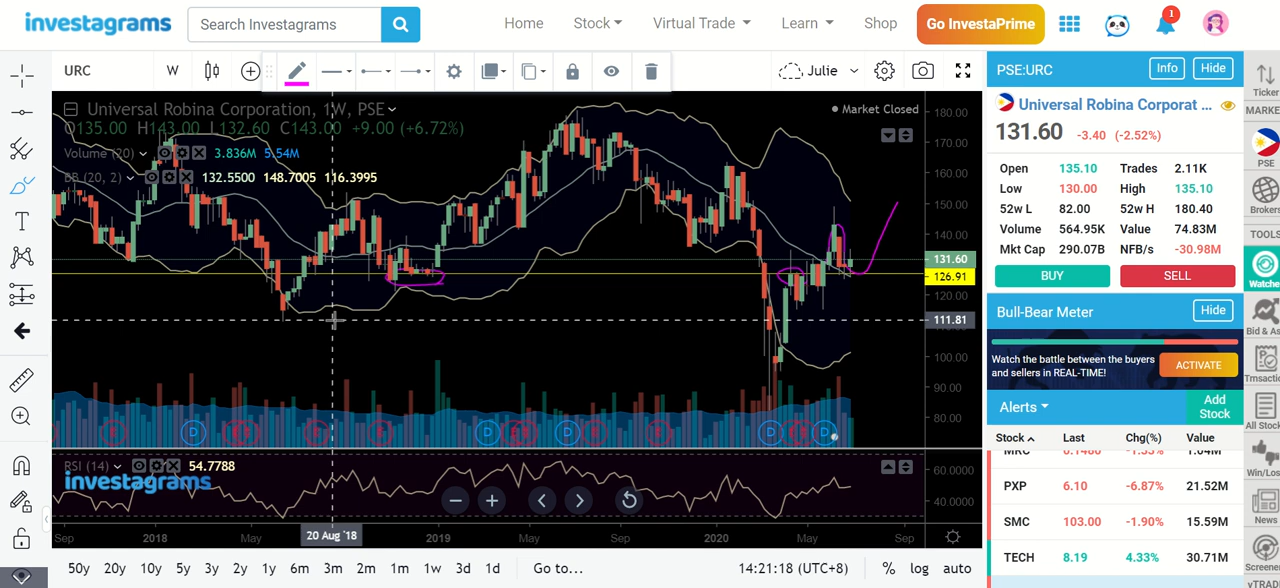 investagrams
Search Investagrams
Home
Stock
Virtual Trade
Learn
Shop
Go InvestaPrime
1
URC
W
Julie
Universal Robina Corporation, 1W, PSE
O135.00 H143.00 L132.60 C143.00 +9.00 (+6.72%)
Market Closed
Volume (20)
3.836M 5.54M
BB (20, 2)
132.5500 148.7005 116.3995
180.00
170.00
160.00
150.00
140.00
131.60
126.91
120.00
111.81
100.00
90.00
80.00
D
D
D
D
D
RSI (14)
54.7788
investagrams
60.0000
40.0000
Sep
2018
May
20 Aug '18
2019
May
Sep
2020
May
Sep
50y 20y 10y 5y 3y 2y 1y 6m 3m 2m 1m 1w 3d 1d Go to...
14:21:18 (UTC+8)
% log auto
PSE:URC
Info
Hide
Universal Robina Corporat ...
131.60 -3.40 (-2.52%)
Open 135.10 Trades 2.11K
Low 130.00 High 135.10
52w L 82.00 52w H 180.40
Volume 564.95K Value 74.83M
Mkt Cap 290.07B NFB/s -30.98M
BUY
SELL
Bull-Bear Meter
Hide
Watch the battle between the buyers
and sellers in REAL-TIME!
ACTIVATE
Alerts
Add
Stock
Stock Last Chg(%) Value
PXP 6.10 -6.87% 21.52M
SMC 103.00 -1.90% 15.59M
TECH 8.19 4.33% 30.71M
Ticker
MARKE
PSE
Brokers
TOOLS
Watche
Bid & As
Tmsactio
All Stock
Win/Los
News
Screene